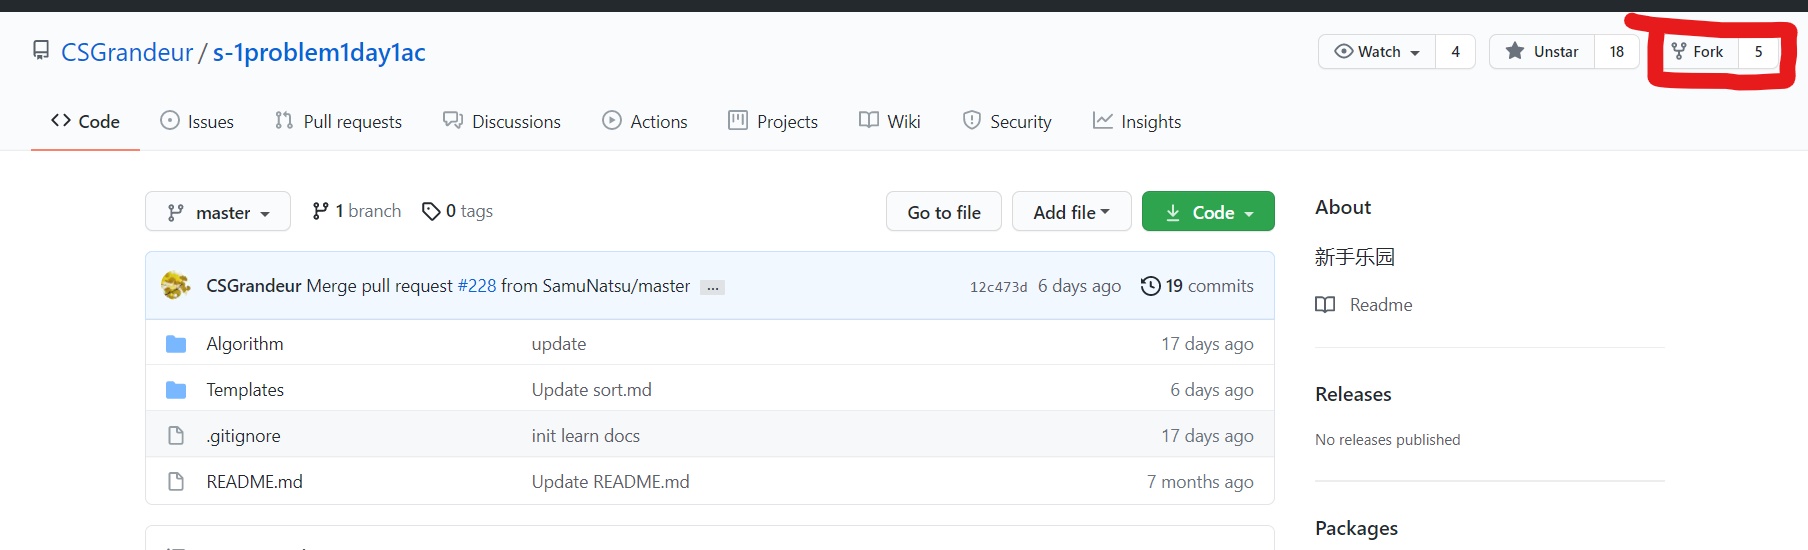 CSGrandeur / s-1problem1day1ac
Watch 4 Unstar 18 Fork 5
Code Issues Pull requests Discussions Actions Projects Wiki Security Insights
master 1 branch 0 tags Go to file Add file Code
CSGrandeur Merge pull request #228 from SamuNatsu/master ... 12c473d 6 days ago 19 commits
Algorithm update 17 days ago
Templates Update sort.md 6 days ago
.gitignore init learn docs 17 days ago
README.md Update README.md 7 months ago
About
新手乐园
Readme
Releases
No releases published
Packages